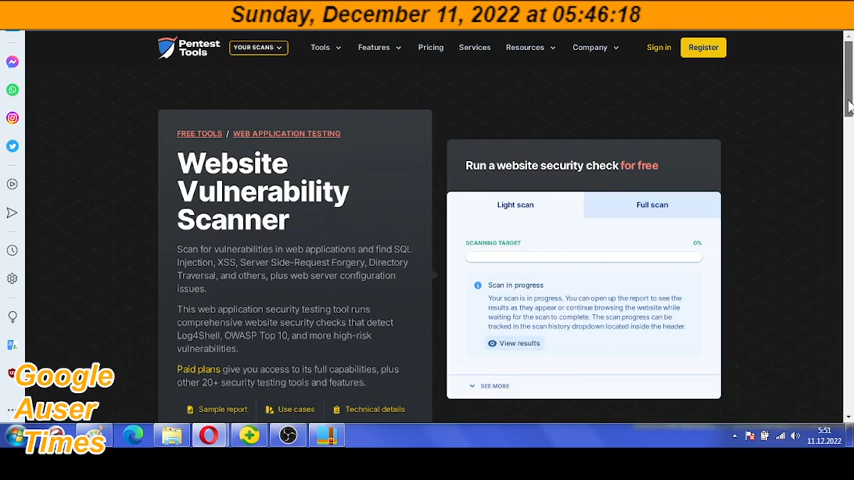 Sunday, December 11, 2022 at 05:46:18
Pentest
Tools
YOUR SCANS
Tools
Features
Pricing
Services
Resources
Company
Sign in
Register
FREE TOOLS / WEB APPLICATION TESTING
Website
Vulnerability
Scanner
Scan for vulnerabilities in web applications and find SQL
Injection, XSS, Server Side-Request Forgery, Directory
Traversal, and others, plus web server configuration
issues.
This web application security testing tool runs
comprehensive website security checks that detect
Log4Shell, OWASP Top 10, and more high-risk
vulnerabilities.
Paid plans give you access to its full capabilities, plus
other 20+ security testing tools and features.
Sample report
Use cases
Technical details
Run a website security check for free
Light scan
Full scan
SCANNING TARGET
0%
Scan in progress
Your scan is in progress. You can open up the report to see the
results as they appear or continue browsing the website while
waiting for the scan to complete. The scan progress can be
tracked in the scan history dropdown located inside the header.
View results
SEE MORE
Google
Auser
Times
5:51
11.12.2022